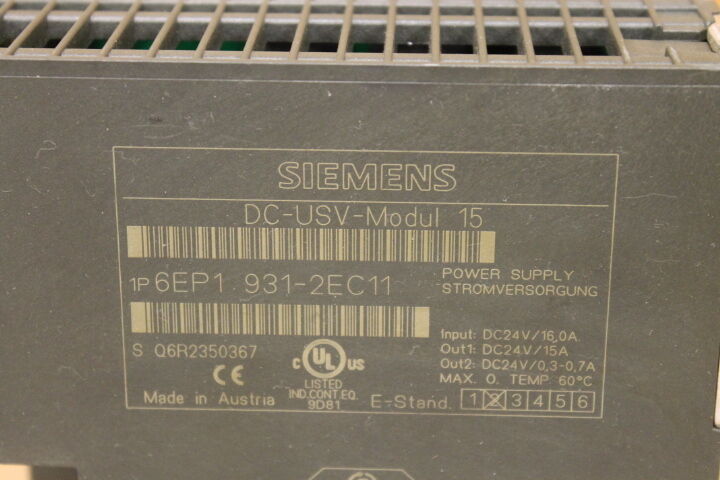 SIEMENS
DC-USV-Modul 15
1P 6EP1 931-2EC11
POWER SUPPLY
STROMVERSORGUNG
S Q6R2350367
Input: DC24V/16,0A
Out1: DC24V/15A
Out2: DC24V/0,3-0,7A
MAX. O. TEMP 60°C
C UL US
LISTED
IND.CONT.EQ.
9D81
CE
Made in Austria
E-Stand. 1 2 3 4 5 6